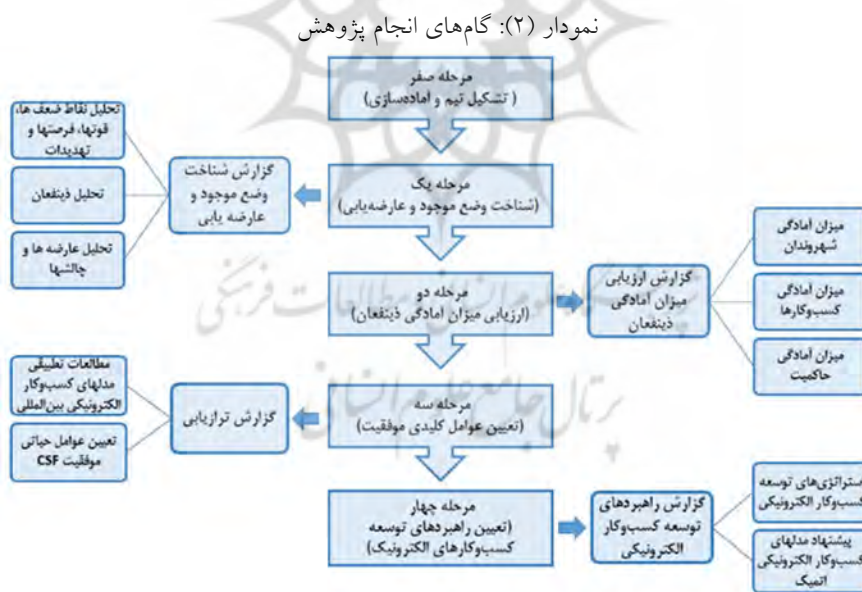 نمودار (۲): گام‌های انجام پژوهش
مرحله صفر
( تشکیل تیم و آماده‌سازی)
مرحله یک
(شناخت وضع موجود و عارضه‌یابی)
گزارش شناخت
وضع موجود و
عارضه یابی
تحلیل نقاط ضعف ها،
قوتها، فرصتها و
تهدیدات
تحلیل ذینفعان
تحلیل عارضه ها و
چالشها
مرحله دو
(ارزیابی میزان آمادگی ذینفعان)
گزارش ارزیابی
میزان آمادگی
ذینفعان
میزان آمادگی
شهروندان
میزان آمادگی
کسب‌وکارها
میزان آمادگی
حاکمیت
مرحله سه
(تعیین عوامل کلیدی موفقیت)
گزارش ترازیابی
مطالعات تطبیقی
مدلهای کسب‌وکار
الکترونیکی بین‌المللی
تعیین عوامل حیاتی
موفقیت CSF
مرحله چهار
(تعیین راهبردهای توسعه
کسب‌وکارهای الکترونیک)
گزارش راهبردهای
توسعه کسب‌وکار
الکترونیکی
ستراتژی‌های توسعه
کسب‌وکار الکترونیکی
پیشنهاد مدلهای
کسب‌وکار الکترونیکی
اتمیک
پرتال جامع علوم انسانی